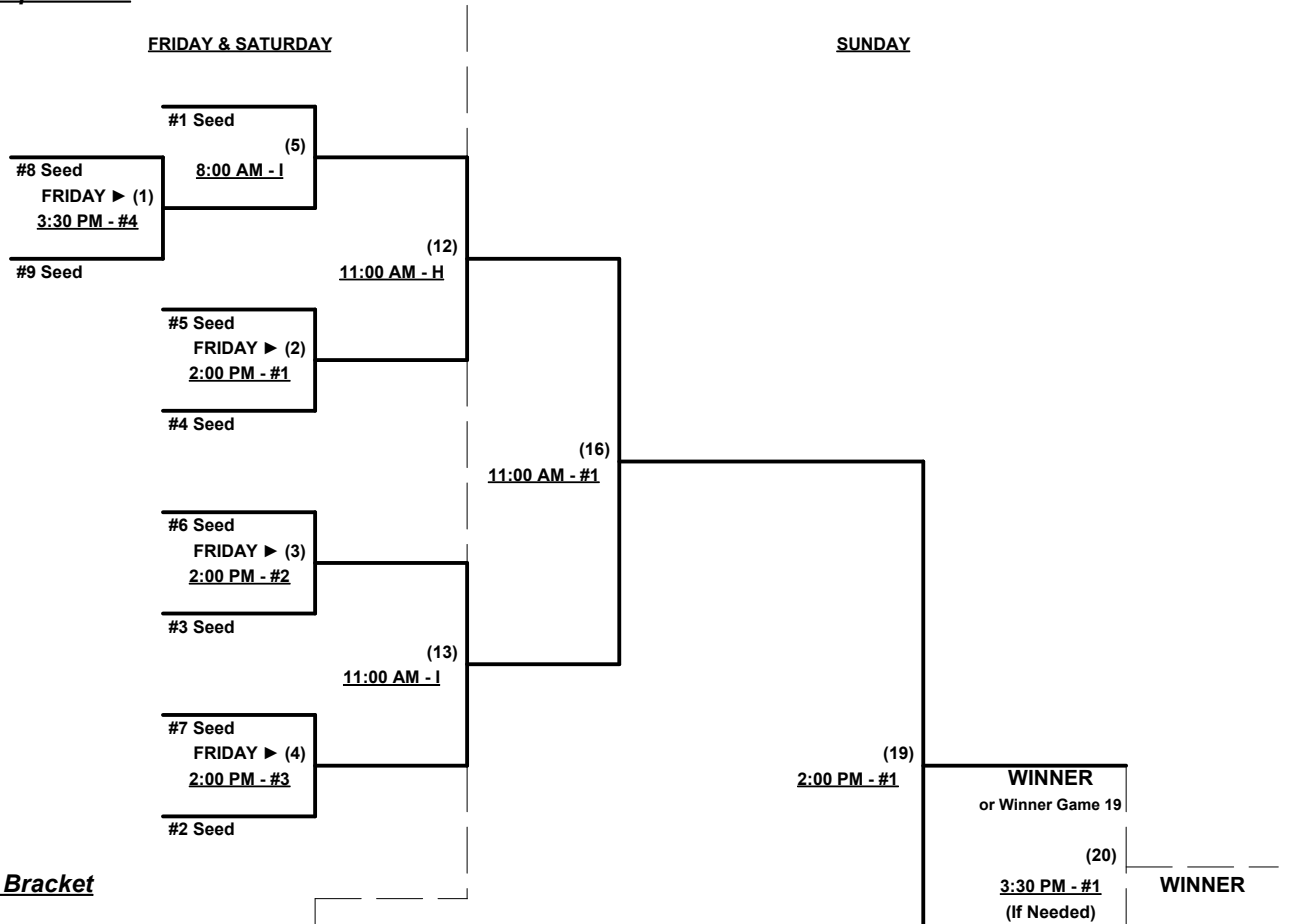 FRIDAY & SATURDAY
SUNDAY
#1 Seed
(5)
8:00 AM - I
#8 Seed
FRIDAY ► (1)
3:30 PM - #4
#9 Seed
(12)
11:00 AM - H
#5 Seed
FRIDAY ► (2)
2:00 PM - #1
#4 Seed
(16)
11:00 AM - #1
#6 Seed
FRIDAY ► (3)
2:00 PM - #2
#3 Seed
(13)
11:00 AM - I
#7 Seed
FRIDAY ► (4)
2:00 PM - #3
#2 Seed
(19)
2:00 PM - #1
WINNER
or Winner Game 19
(20)
3:30 PM - #1
(If Needed)
WINNER
Bracket